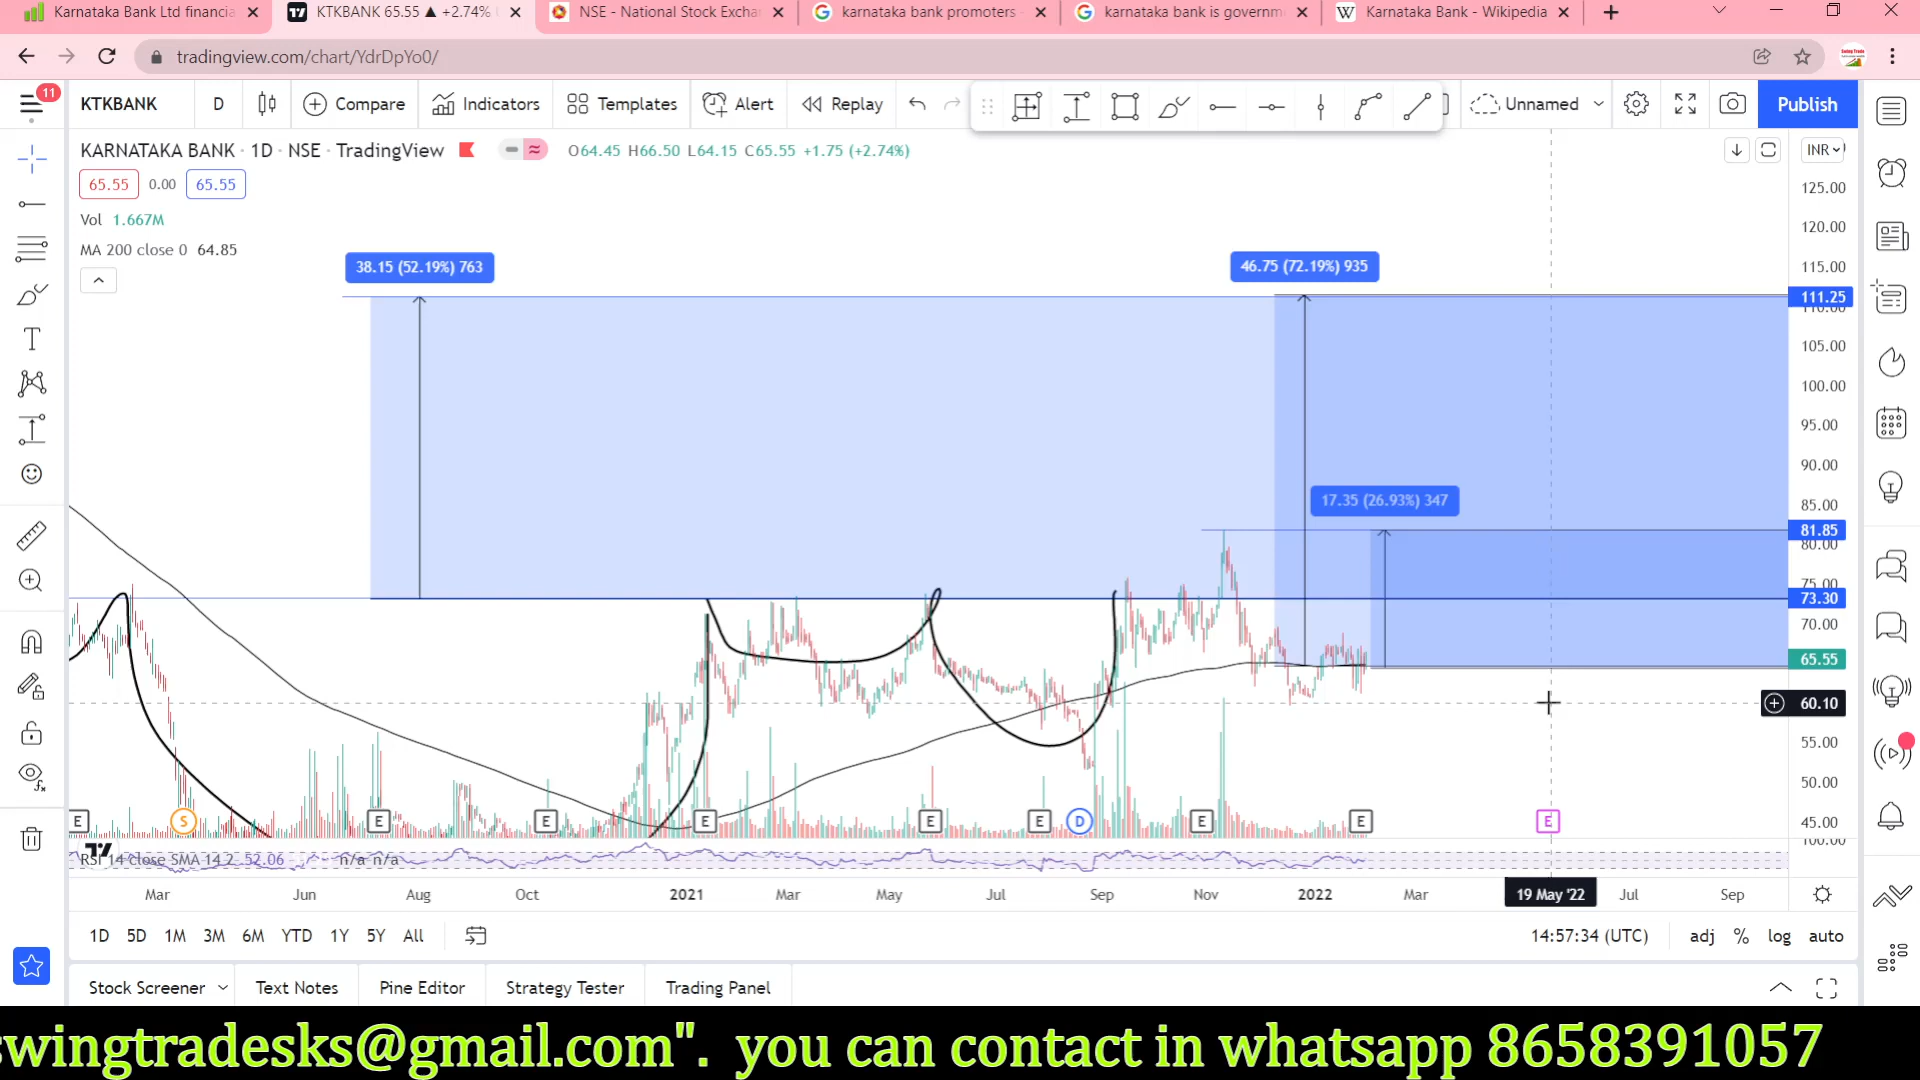 Karnataka Bank Ltd financia
KTKBANK 65.55 ▲ +2.74%
NSE - National Stock Excha
karnataka bank promoters -
karnataka bank is governm
Karnataka Bank - Wikipedia
tradingview.com/chart/YdrDpYo0/
11
KTKBANK
D
Compare
Indicators
Templates
Alert
Replay
Unnamed
Publish
KARNATAKA BANK · 1D · NSE · TradingView
O64.45 H66.50 L64.15 C65.55 +1.75 (+2.74%)
INR
65.55 0.00 65.55
Vol 1.667M
MA 200 close 0 64.85
38.15 (52.19%) 763
46.75 (72.19%) 935
17.35 (26.93%) 347
125.00
120.00
115.00
111.25
110.00
105.00
100.00
95.00
90.00
85.00
81.85
80.00
75.00
73.30
70.00
65.55
60.10
55.00
50.00
45.00
100.00
E S E E E E E D E E E
RSI 14 close SMA 14 2 52.06 n/a n/a
Mar Jun Aug Oct 2021 Mar May Jul Sep Nov 2022 Mar 19 May '22 Jul Sep
1D 5D 1M 3M 6M YTD 1Y 5Y All
14:57:34 (UTC) adj % log auto
Stock Screener Text Notes Pine Editor Strategy Tester Trading Panel
swingtradesks@gmail.com". you can contact in whatsapp 8658391057